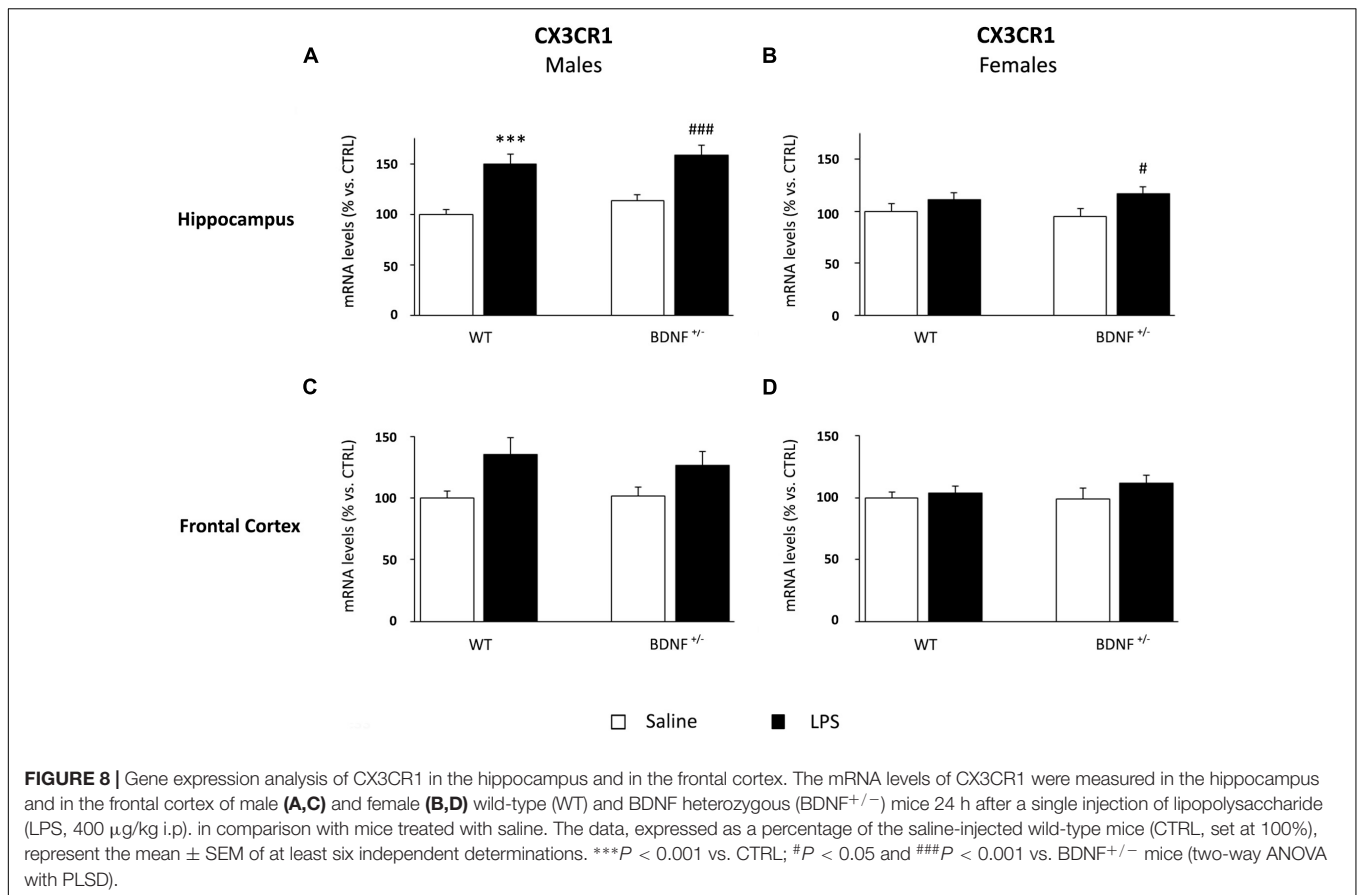 CX3CR1
Males
CX3CR1
Females
A
B
Hippocampus
mRNA levels (% vs. CTRL)
150
100
50
0
***
###
WT
BDNF +/-
mRNA levels (% vs. CTRL)
150
100
50
0
#
WT
BDNF +/-
C
D
Frontal Cortex
mRNA levels (% vs. CTRL)
150
100
50
0
WT
BDNF +/-
mRNA levels (% vs. CTRL)
150
100
50
0
WT
BDNF +/-
Saline
LPS
FIGURE 8 | Gene expression analysis of CX3CR1 in the hippocampus and in the frontal cortex. The mRNA levels of CX3CR1 were measured in the hippocampus
and in the frontal cortex of male (A,C) and female (B,D) wild-type (WT) and BDNF heterozygous (BDNF+/−) mice 24 h after a single injection of lipopolysaccharide
(LPS, 400 μg/kg i.p). in comparison with mice treated with saline. The data, expressed as a percentage of the saline-injected wild-type mice (CTRL, set at 100%),
represent the mean ± SEM of at least six independent determinations. ***P < 0.001 vs. CTRL; #P < 0.05 and ###P < 0.001 vs. BDNF+/− mice (two-way ANOVA
with PLSD).